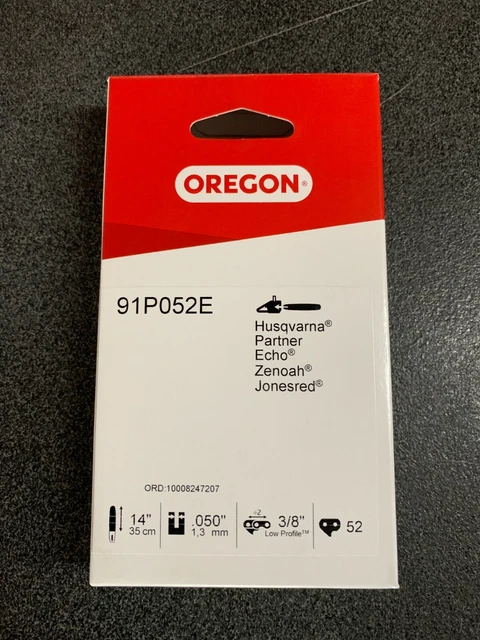 OREGON®
91P052E
Husqvarna®
Partner
Echo®
Zenoah®
Jonesred®
ORD:10008247207
14"
35 cm
.050"
1,3 mm
÷2
3/8"
Low Profile™
52